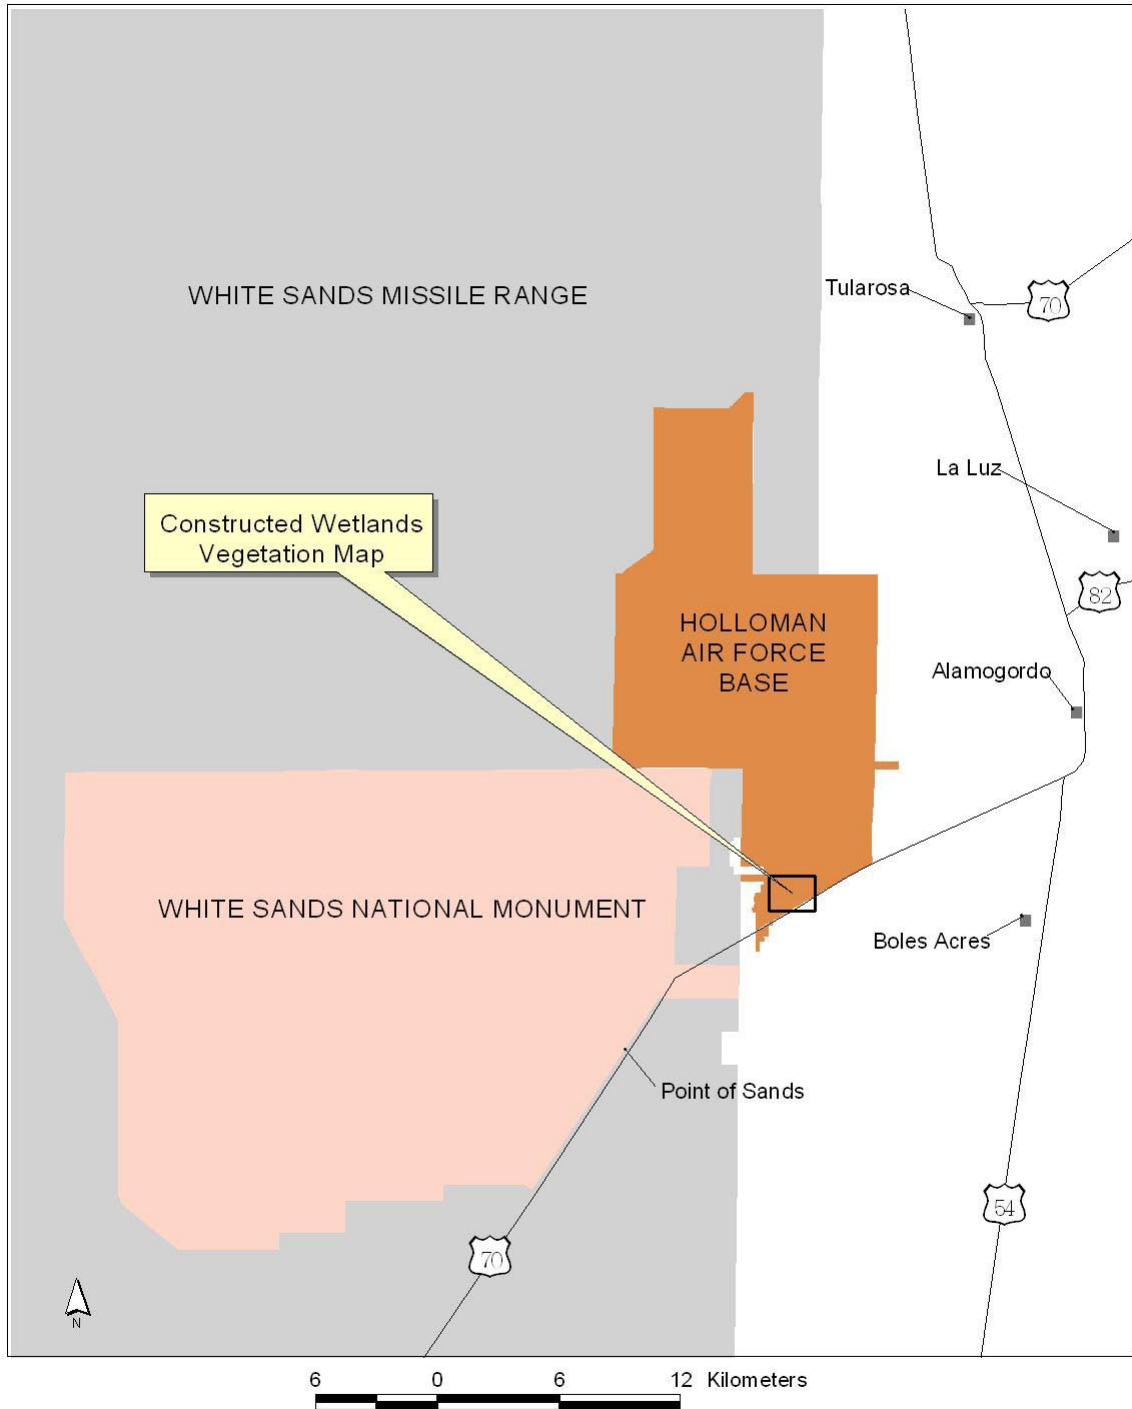 WHITE SANDS MISSILE RANGE
Tularosa
70
La Luz
Constructed Wetlands
Vegetation Map
82
HOLLOMAN
AIR FORCE
BASE
Alamogordo
WHITE SANDS NATIONAL MONUMENT
Boles Acres
Point of Sands
54
70
N
6 0 6 12 Kilometers